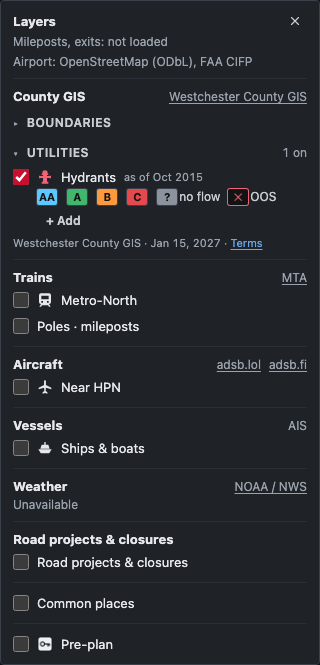 Layers ×
Mileposts, exits: not loaded
Airport: OpenStreetMap (ODbL), FAA CIFP
County GIS Westchester County GIS
▸ BOUNDARIES
▾ UTILITIES 1 on
Hydrants as of Oct 2015
AA A B C ? no flow × OOS
+ Add
Westchester County GIS · Jan 15, 2027 · Terms
Trains MTA
Metro-North
Poles · mileposts
Aircraft adsb.lol adsb.fi
Near HPN
Vessels AIS
Ships & boats
Weather NOAA / NWS
Unavailable
Road projects & closures
Road projects & closures
Common places
Pre-plan